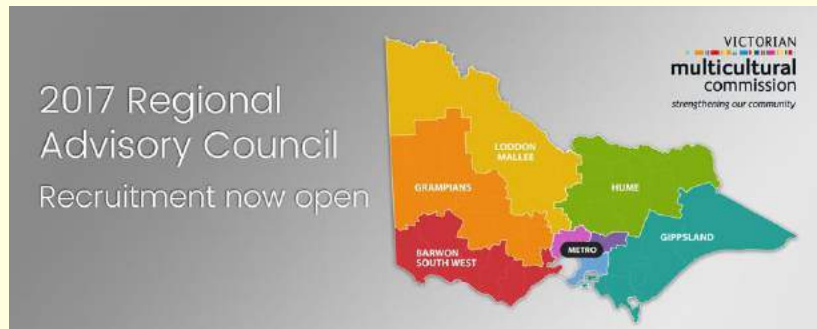 2017 Regional
Advisory Council
Recruitment now open
VICTORIAN
multicultural
commission
strengthening our community
LODDON
MALLEE
GRAMPIANS
HUME
BARWON
SOUTH WEST
METRO
GIPPSLAND